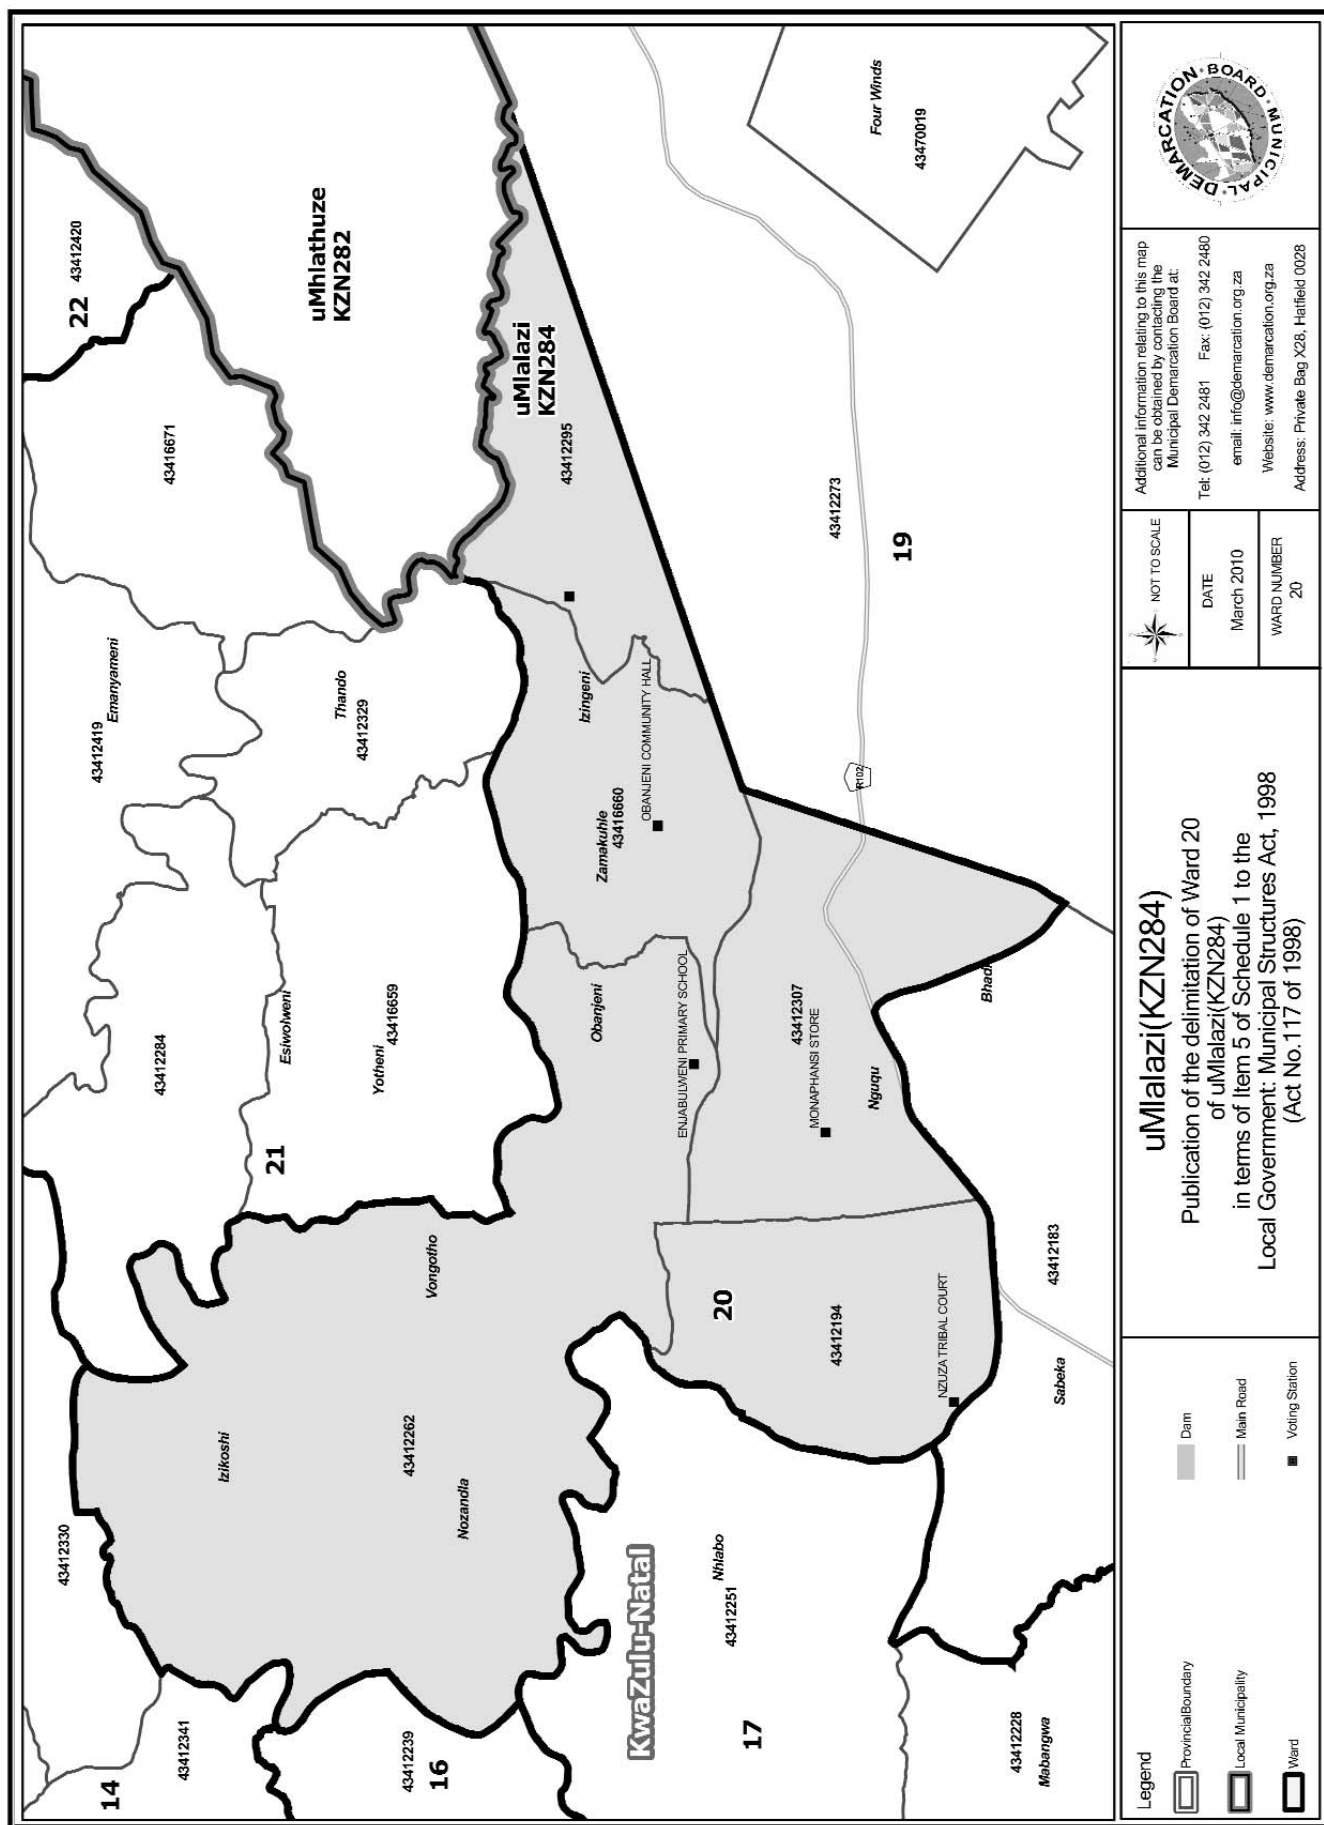 14
43412341
43412330
43412239
16
KwaZulu-Natal
17
43412251
Nhlabo
43412228
Mabangwa
Izikoshi
43412262
Nozandla
Vongotho
20
43412194
NZUZA TRIBAL COURT
Sabeka
43412183
21
43412284
Esiwolweni
Yotheni
43416659
Obanjeni
ENJABULWENI PRIMARY SCHOOL
43412307
MONAPHANSI STORE
Nguqu
Zamakuhle
43416660
OBANJENI COMMUNITY HALL
Izingeni
R102
43412419
Emanyameni
Thando
43412329
43416671
22
43412420
uMhlathuze
KZN282
uMlalazi
KZN284
43412295
43412273
19
Four Winds
43470019
Legend
ProvincialBoundary
Local Municipality
Ward
Dam
Main Road
Voting Station
uMlalazi(KZN284)
Publication of the delimitation of Ward 20
of uMlalazi(KZN284)
in terms of Item 5 of Schedule 1 to the
Local Government: Municipal Structures Act, 1998
(Act No.117 of 1998)
NOT TO SCALE
DATE
March 2010
WARD NUMBER
20
Additional information relating to this map
can be obtained by contacting the
Municipal Demarcation Board at:
Tel: (012) 342 2481 Fax: (012) 342 2480
email: info@demarcation.org.za
Website: www.demarcation.org.za
Address: Private Bag X28, Hatfield 0028
MUNICIPAL DEMARCATION BOARD